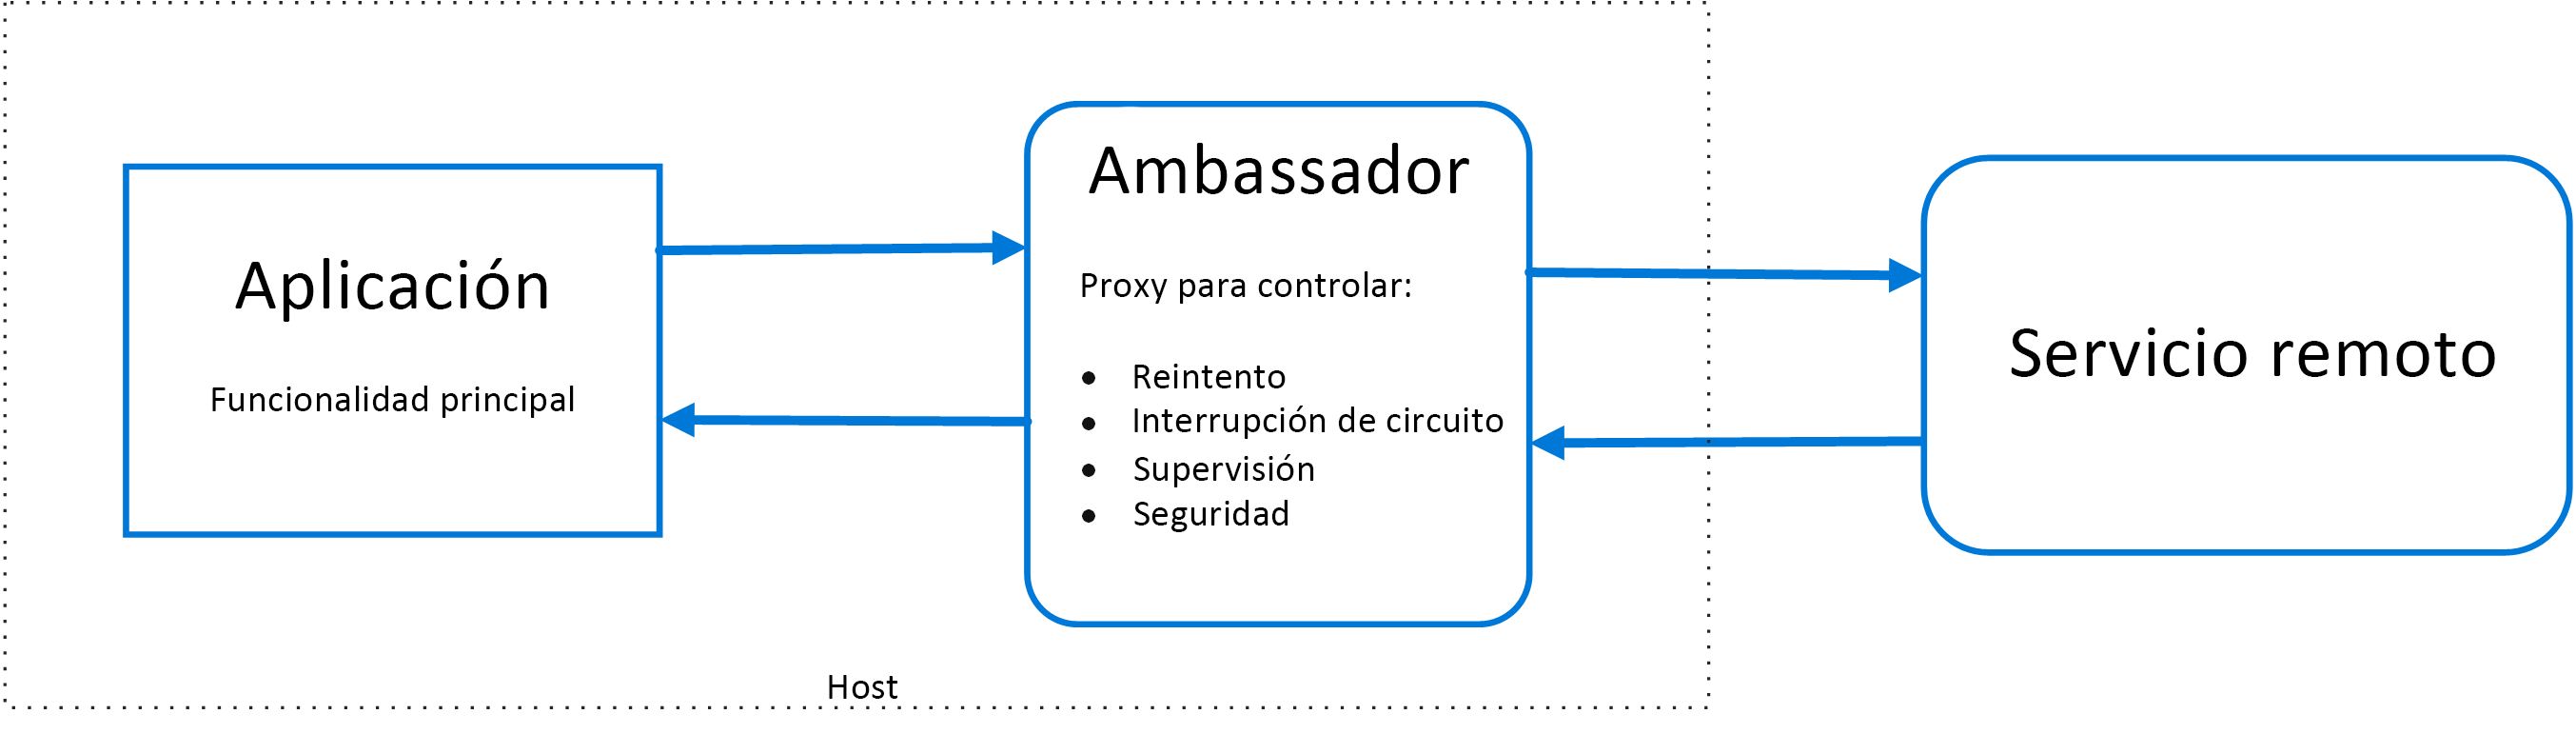 Aplicación
Funcionalidad principal
Ambassador
Proxy para controlar:
● Reintento
● Interrupción de circuito
● Supervisión
● Seguridad
Servicio remoto
Host